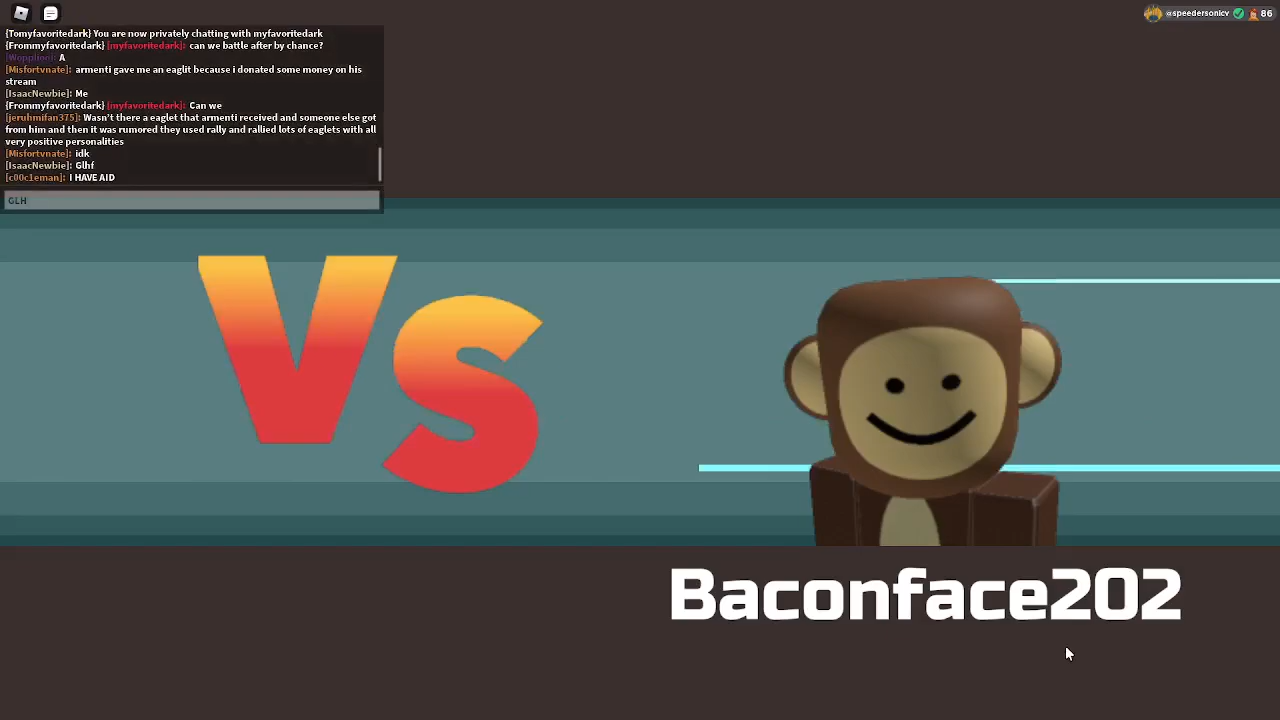 @speedersonicv 86
{Tomyfavoritedark} You are now privately chatting with myfavoritedark
{Frommyfavoritedark} [myfavoritedark]: can we battle after by chance?
[Wopplioo]: A
[Misfortvnate]: armenti gave me an eaglit because i donated some money on his
stream
[IsaacNewbie]: Me
{Frommyfavoritedark} [myfavoritedark]: Can we
[jeruhmifan375]: Wasn't there a eaglet that armenti received and someone else got
from him and then it was rumored they used rally and rallied lots of eaglets with all
very positive personalities
[Misfortvnate]: idk
[IsaacNewbie]: Glhf
[c00c1eman]: I HAVE AID
GLH
Vs
Baconface202